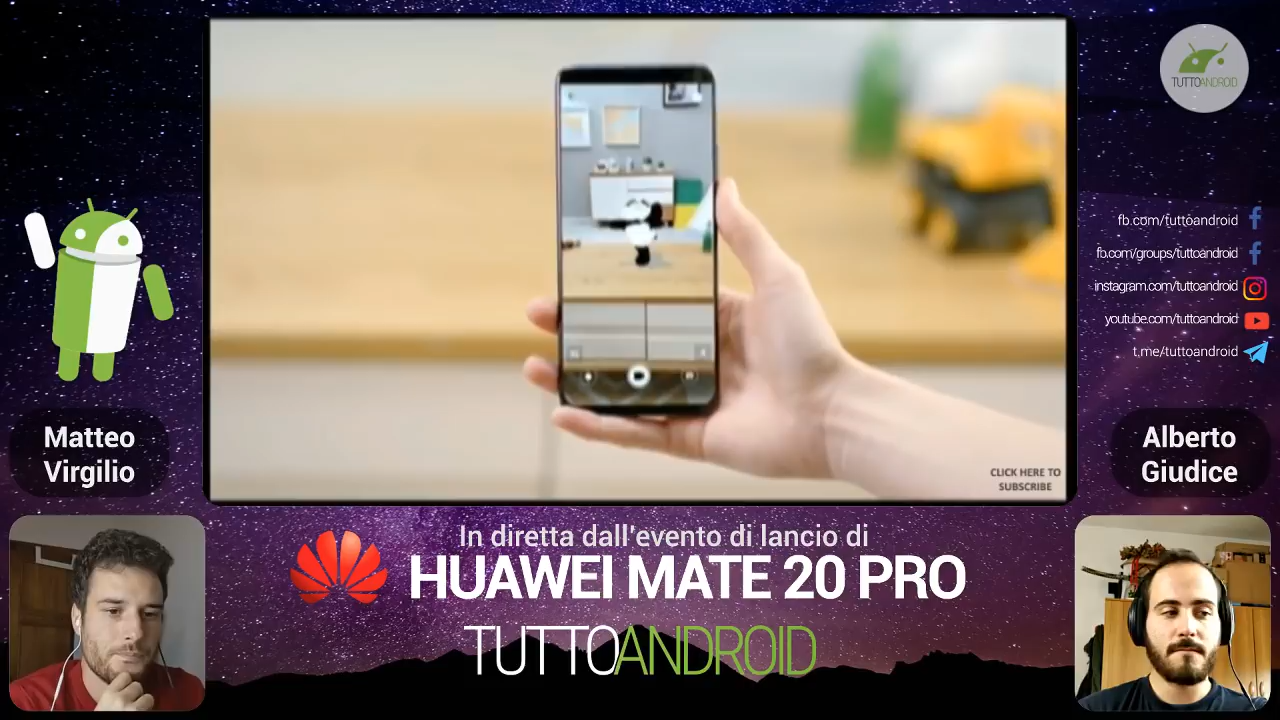 TUTTOANDROID
fb.com/tuttoandroid
fb.com/groups/tuttoandroid
instagram.com/tuttoandroid
youtube.com/tuttoandroid
t.me/tuttoandroid
Matteo
Virgilio
Alberto
Giudice
CLICK HERE TO
SUBSCRIBE
In diretta dall'evento di lancio di
HUAWEI MATE 20 PRO
TUTTOANDROID